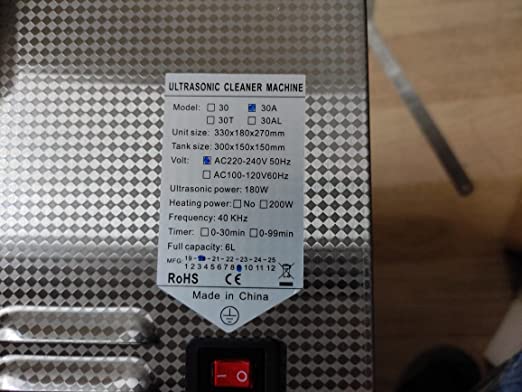 ULTRASONIC CLEANER MACHINE
Model: ☐ 30 ☑ 30A
☐ 30T ☐ 30AL
Unit size: 330x180x270mm
Tank size: 300x150x150mm
Volt: ☑ AC220-240V 50Hz
☐ AC100-120V60Hz
Ultrasonic power: 180W
Heating power: ☐ No ☐ 200W
Frequency: 40 KHz
Timer: ☐ 0-30min ☐ 0-99min
Full capacity: 6L
MFG: 19 - - 21 - 22 - 23 - 24 - 25
1 2 3 4 5 6 7 8 10 11 12
RoHS CE
Made in China